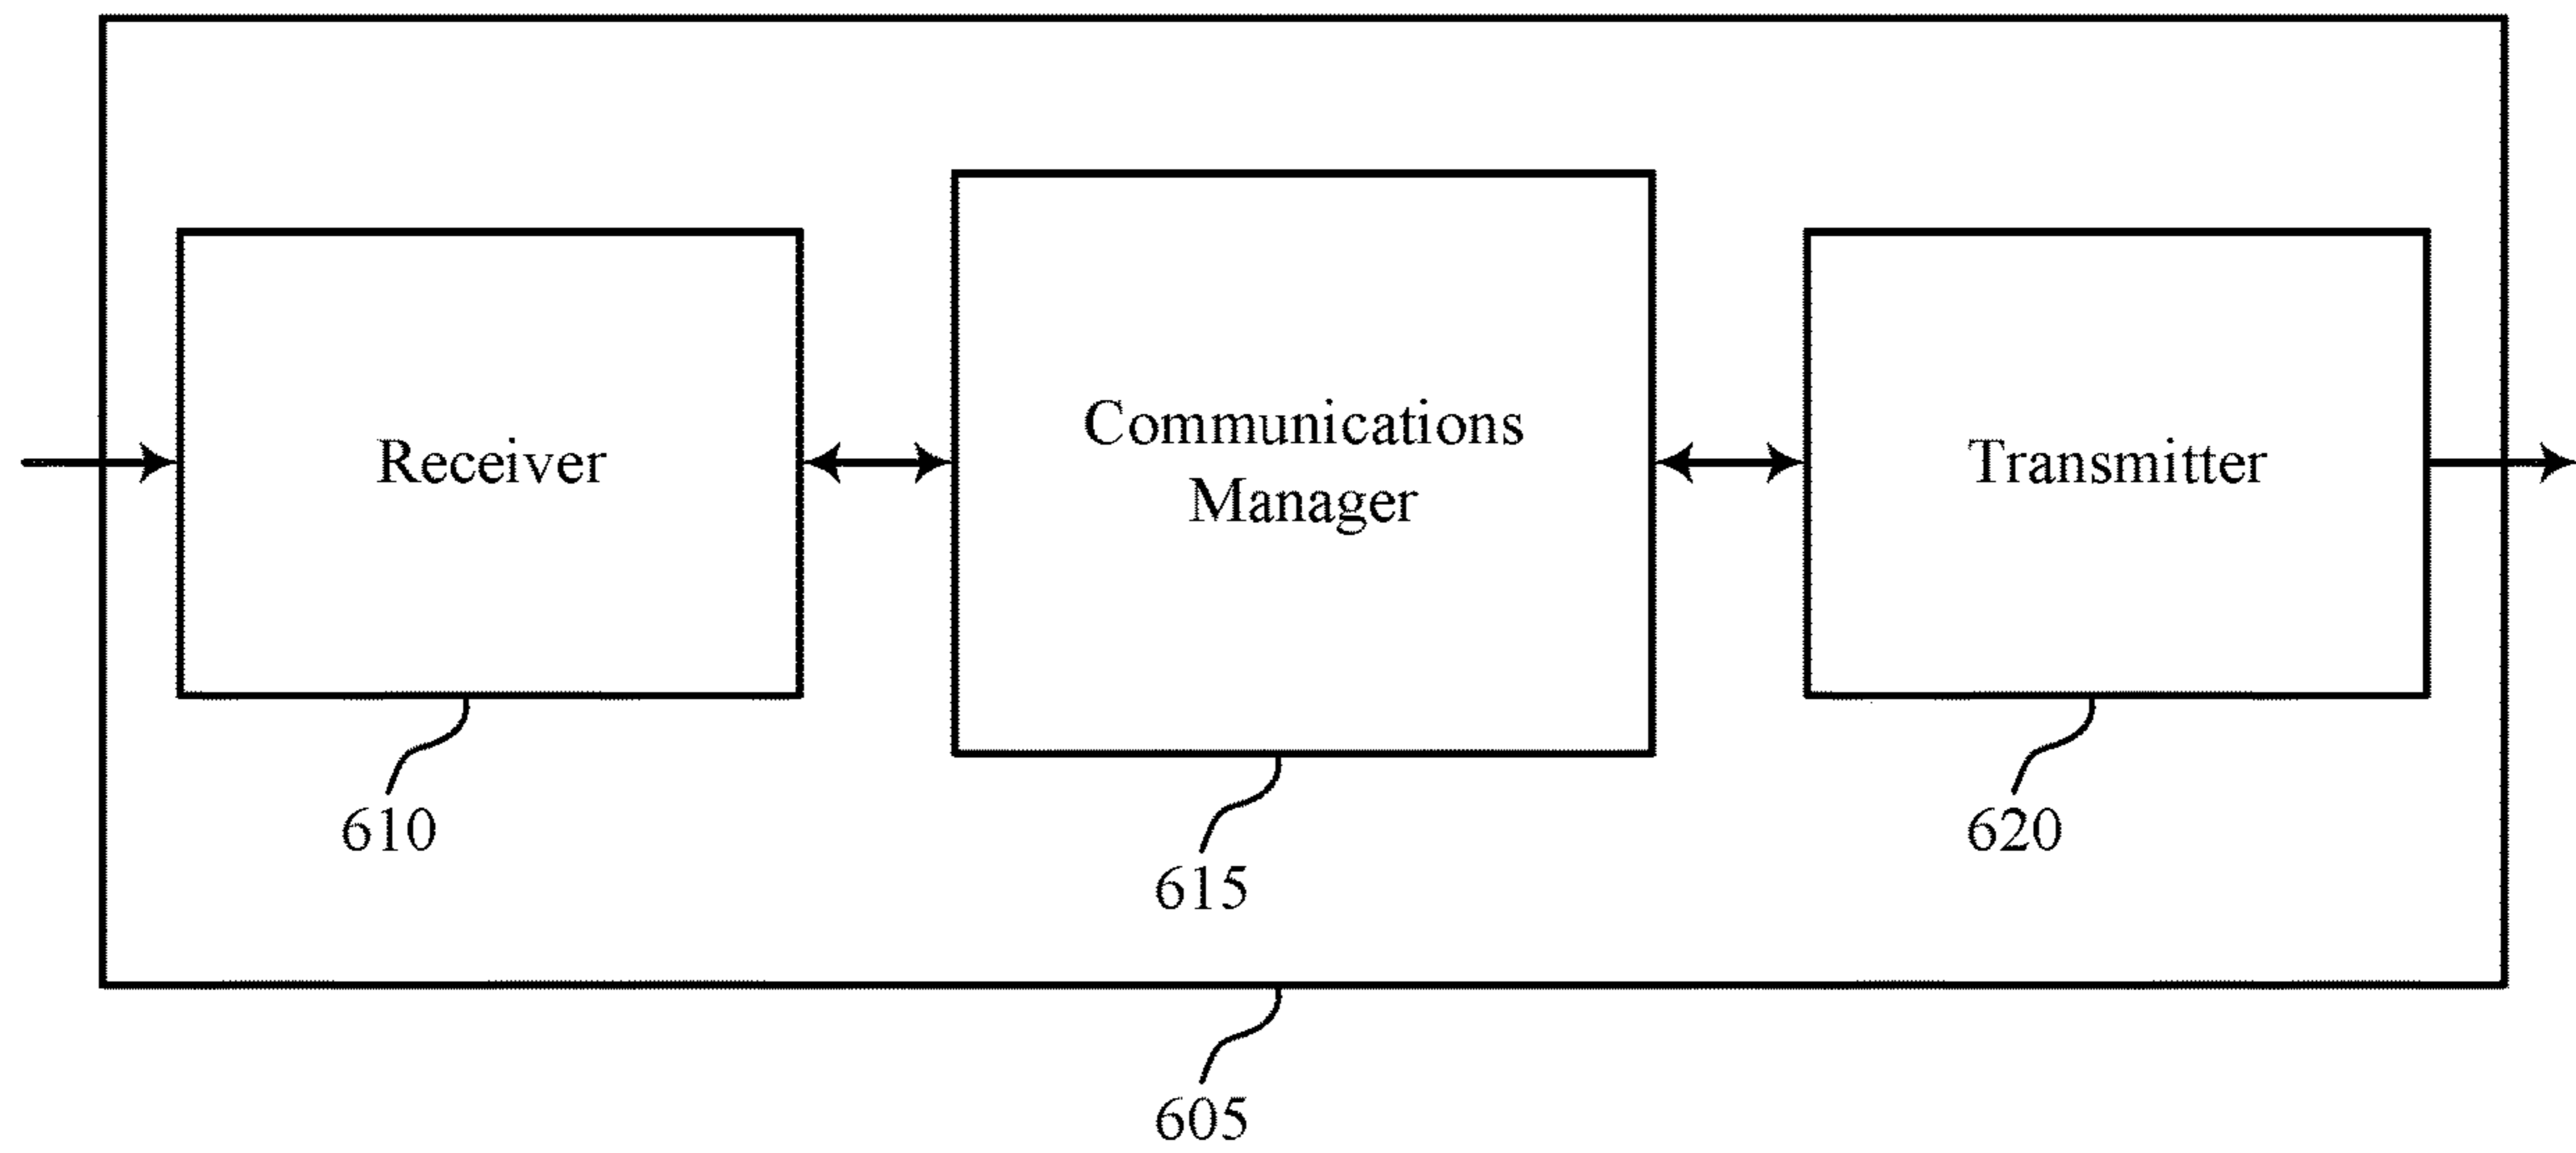 Receiver
Communications
Manager
Transmitter
610
615
620
605